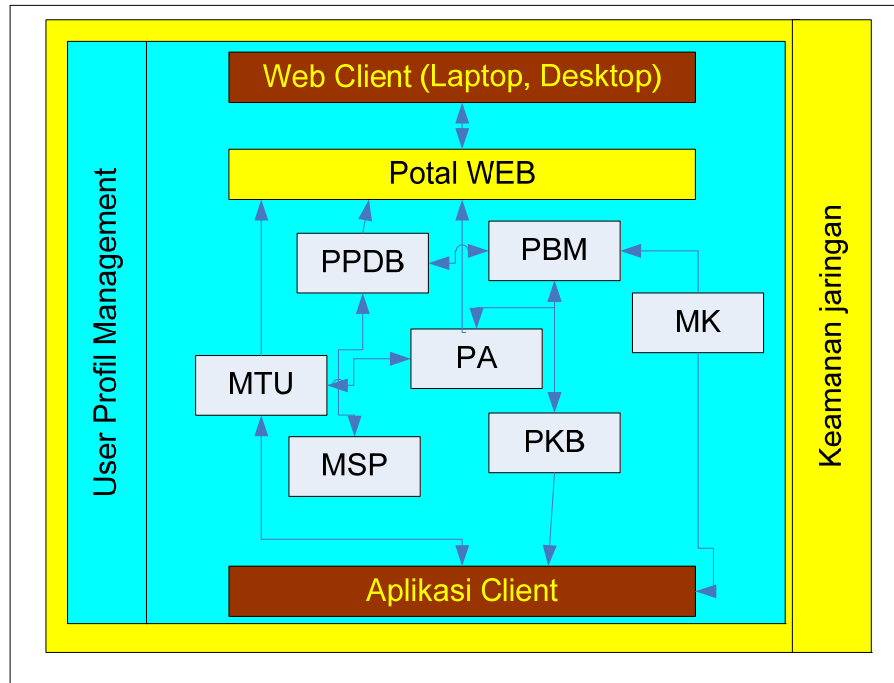 Web Client (Laptop, Desktop)
Potal WEB
PPDB
PBM
MK
PA
MTU
PKB
MSP
Aplikasi Client
User Profil Management
Keamanan jaringan